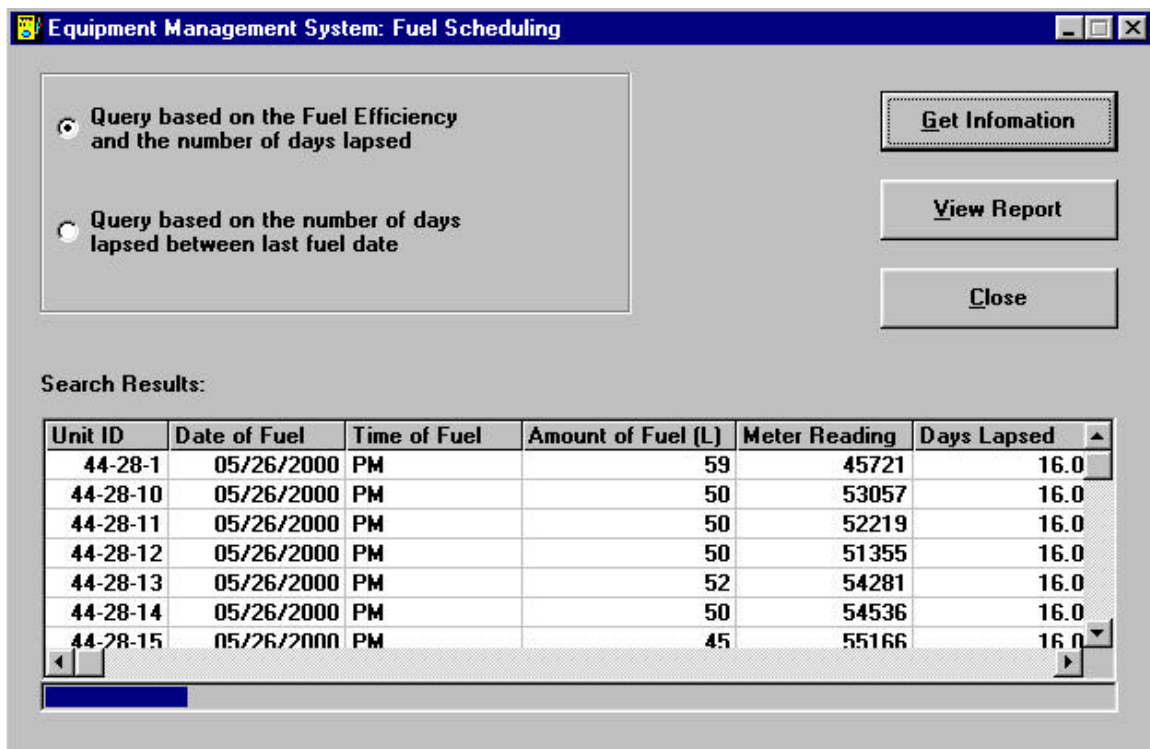 Equipment Management System: Fuel Scheduling
Query based on the Fuel Efficiency
and the number of days lapsed
Query based on the number of days
lapsed between last fuel date
Get Infomation
View Report
Close
Search Results:
Unit ID Date of Fuel Time of Fuel Amount of Fuel (L) Meter Reading Days Lapsed
44-28-1 05/26/2000 PM 59 45721 16.0
44-28-10 05/26/2000 PM 50 53057 16.0
44-28-11 05/26/2000 PM 50 52219 16.0
44-28-12 05/26/2000 PM 50 51355 16.0
44-28-13 05/26/2000 PM 52 54281 16.0
44-28-14 05/26/2000 PM 50 54536 16.0
44-28-15 05/26/2000 PM 45 55166 16.0